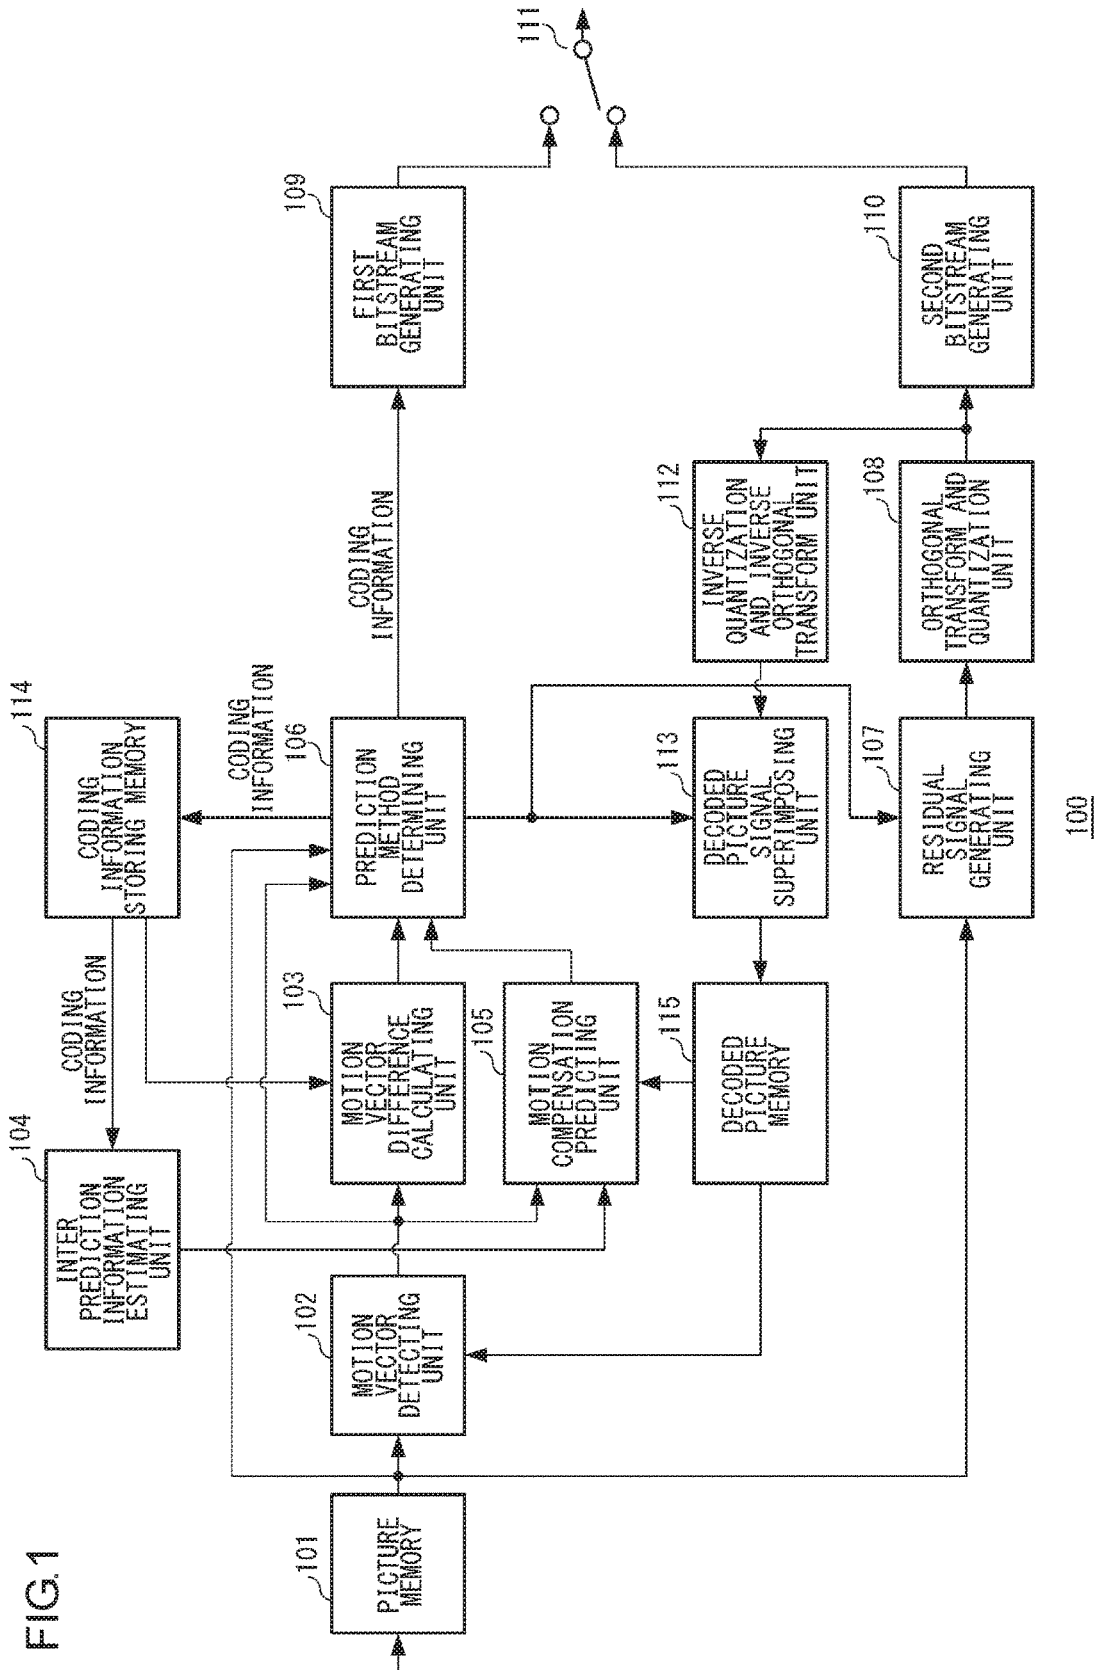 FIG.1
101
PICTURE
MEMORY
102
MOTION
VECTOR
DETECTING
UNIT
103
MOTION
VECTOR
DIFFERENCE
CALCULATING
UNIT
104
INTER
PREDICTION
INFORMATION
ESTIMATING
UNIT
CODING
INFORMATION
114
CODING
INFORMATION
STORING MEMORY
CODING
INFORMATION
105
MOTION
COMPENSATION
PREDICTING
UNIT
106
PREDICTION
METHOD
DETERMINING
UNIT
CODING
INFORMATION
109
FIRST
BITSTREAM
GENERATING
UNIT
111
115
DECODED
PICTURE
MEMORY
113
DECODED
PICTURE
SIGNAL
SUPERIMPOSING
UNIT
112
INVERSE
QUANTIZATION
AND INVERSE
ORTHOGONAL
TRANSFORM UNIT
107
RESIDUAL
SIGNAL
GENERATING
UNIT
108
ORTHOGONAL
TRANSFORM AND
QUANTIZATION
UNIT
110
SECOND
BITSTREAM
GENERATING
UNIT
100